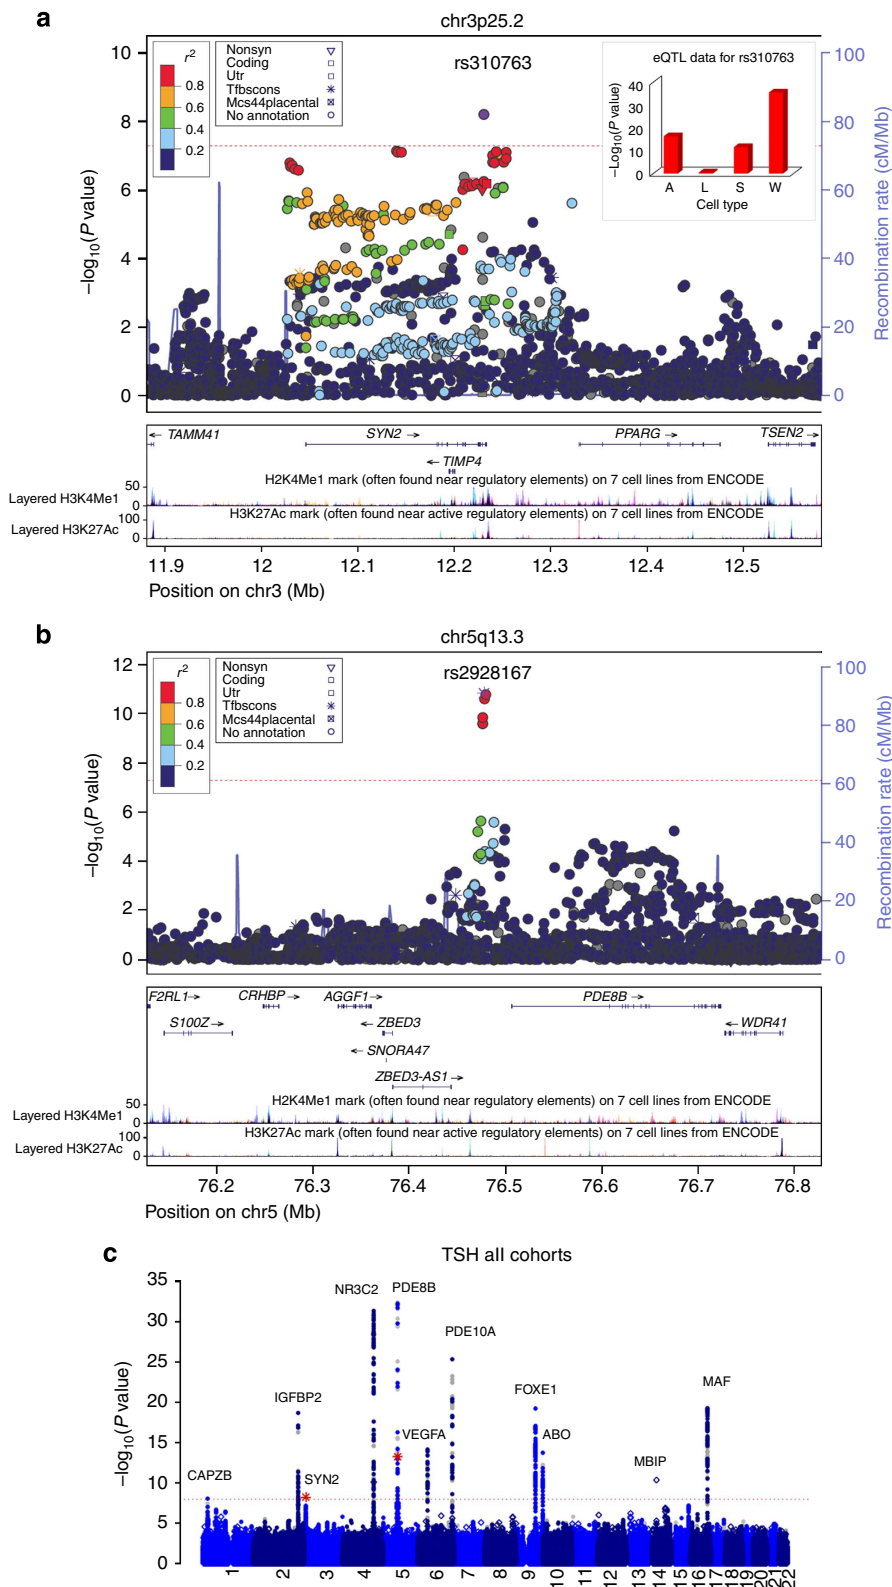 a
chr3p25.2
10
8
6
4
2
0
–log10(P value)
r2
0.8
0.6
0.4
0.2
Nonsyn
Coding
Utr
Tfbscons
Mcs44placental
No annotation
rs310763
eQTL data for rs310763
40
30
20
10
0
–Log10(P value)
A L S W
Cell type
100
80
60
40
20
0
Recombination rate (cM/Mb)
← TAMM41
SYN2 →
PPARG →
TSEN2 →
← TIMP4
H2K4Me1 mark (often found near regulatory elements) on 7 cell lines from ENCODE
50
Layered H3K4Me1
0
H3K27Ac mark (often found near active regulatory elements) on 7 cell lines from ENCODE
100
Layered H3K27Ac
0
11.9 12 12.1 12.2 12.3 12.4 12.5
Position on chr3 (Mb)
b
chr5q13.3
12
10
8
6
4
2
0
–log10(P value)
r2
0.8
0.6
0.4
0.2
Nonsyn
Coding
Utr
Tfbscons
Mcs44placental
No annotation
rs2928167
100
80
60
40
20
0
Recombination rate (cM/Mb)
F2RL1→
CRHBP →
AGGF1→
PDE8B →
S100Z →
← ZBED3
← WDR41
← SNORA47
ZBED3-AS1 →
H2K4Me1 mark (often found near regulatory elements) on 7 cell lines from ENCODE
50
Layered H3K4Me1
0
H3K27Ac mark (often found near active regulatory elements) on 7 cell lines from ENCODE
100
Layered H3K27Ac
0
76.2 76.3 76.4 76.5 76.6 76.7 76.8
Position on chr5 (Mb)
c
TSH all cohorts
35
30
25
20
15
10
5
0
–log10(P value)
NR3C2
PDE8B
PDE10A
IGFBP2
FOXE1
MAF
VEGFA
ABO
CAPZB
SYN2
MBIP
1 2 3 4 5 6 7 8 9 10 11 12 13 14 15 16 17 18 19 20 21 22